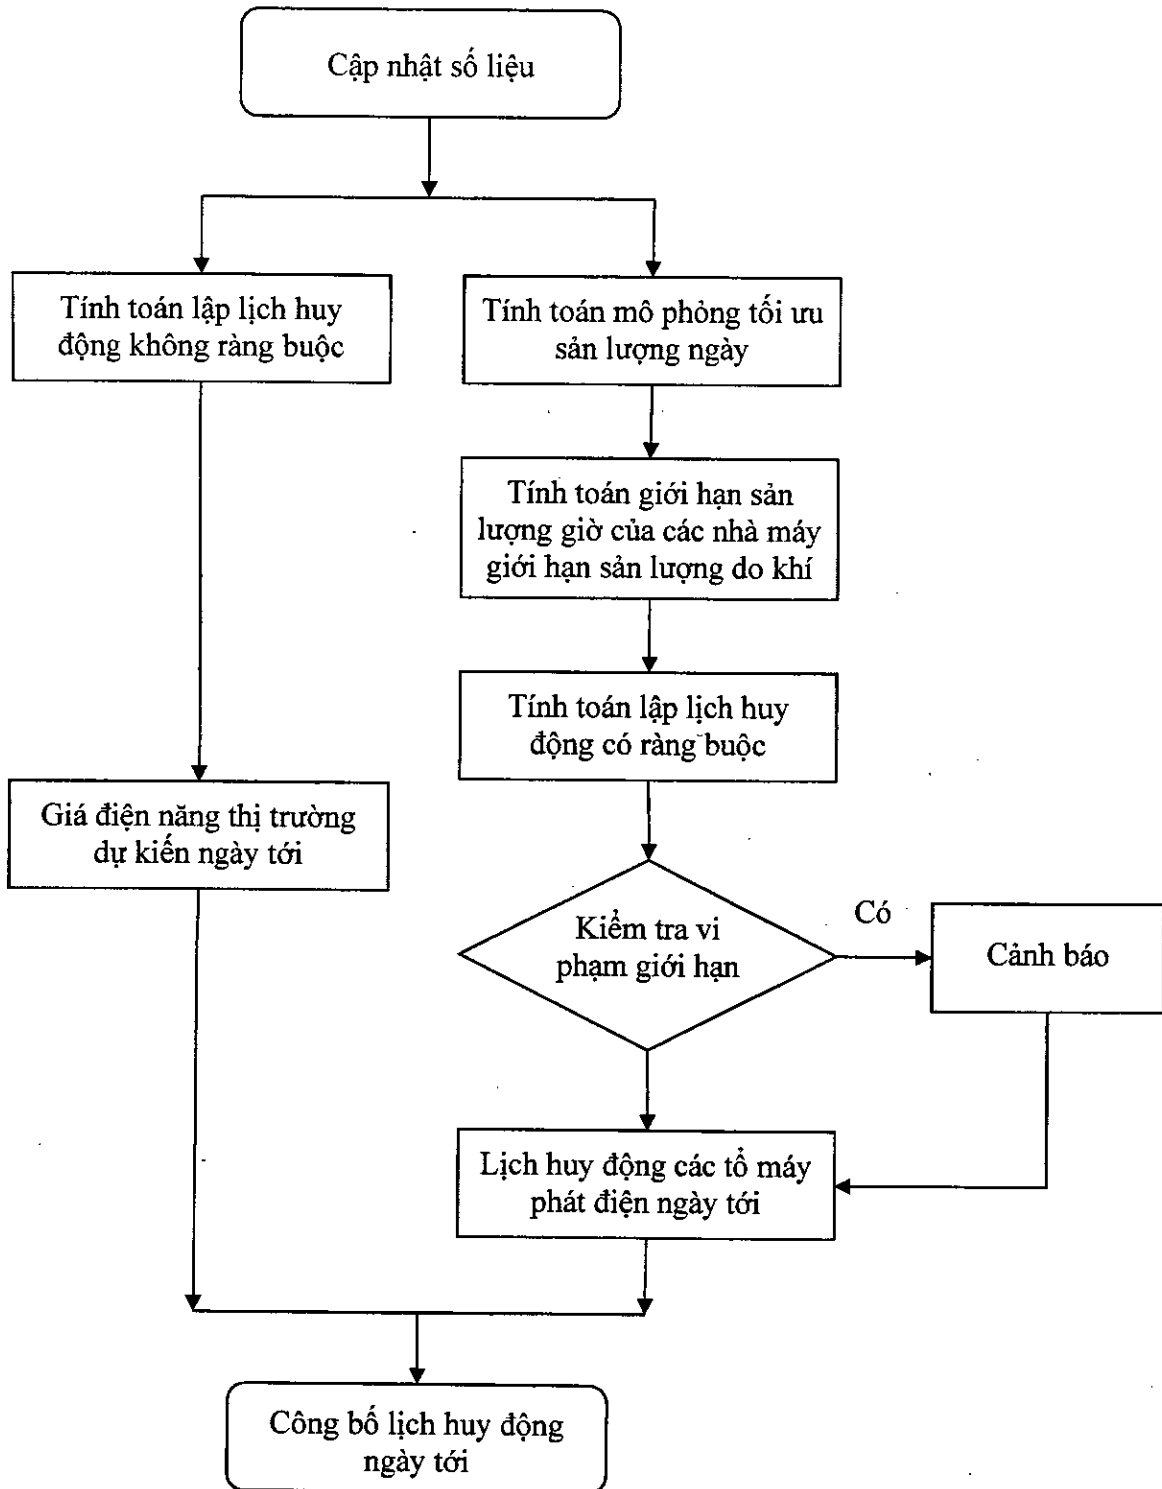 Cập nhật số liệu
Tính toán lập lịch huy
động không ràng buộc
Tính toán mô phỏng tối ưu
sản lượng ngày
Tính toán giới hạn sản
lượng giờ của các nhà máy
giới hạn sản lượng do khí
Tính toán lập lịch huy
động có ràng buộc
Giá điện năng thị trường
dự kiến ngày tới
Kiểm tra vi
phạm giới hạn
Có
Cảnh báo
Lịch huy động các tổ máy
phát điện ngày tới
Công bố lịch huy động
ngày tới